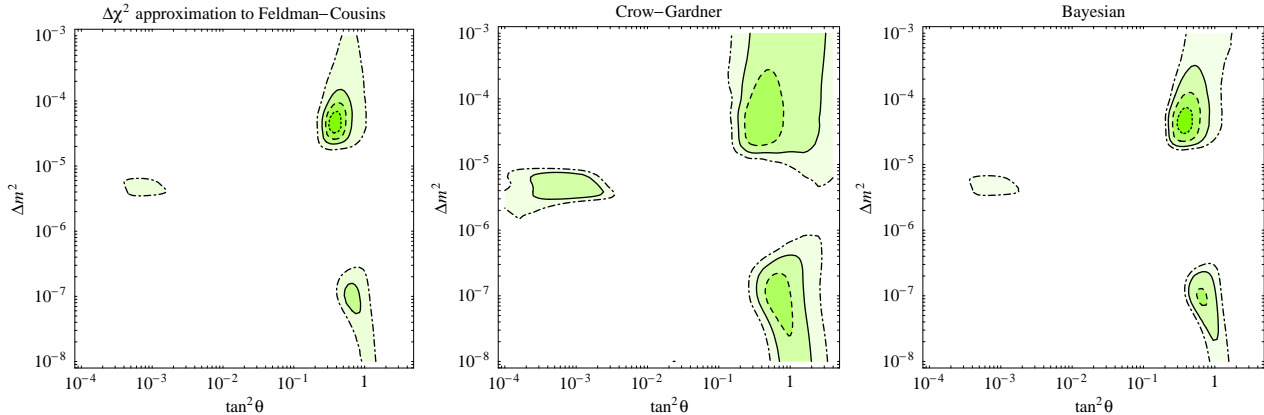 Δχ² approximation to Feldman−Cousins
10⁻³
10⁻⁴
10⁻⁵
10⁻⁶
10⁻⁷
10⁻⁸
Δm²
10⁻⁴ 10⁻³ 10⁻² 10⁻¹ 1
tan²θ
Crow−Gardner
10⁻³
10⁻⁴
10⁻⁵
10⁻⁶
10⁻⁷
10⁻⁸
Δm²
10⁻⁴ 10⁻³ 10⁻² 10⁻¹ 1
tan²θ
Bayesian
10⁻³
10⁻⁴
10⁻⁵
10⁻⁶
10⁻⁷
10⁻⁸
Δm²
10⁻⁴ 10⁻³ 10⁻² 10⁻¹ 1
tan²θ